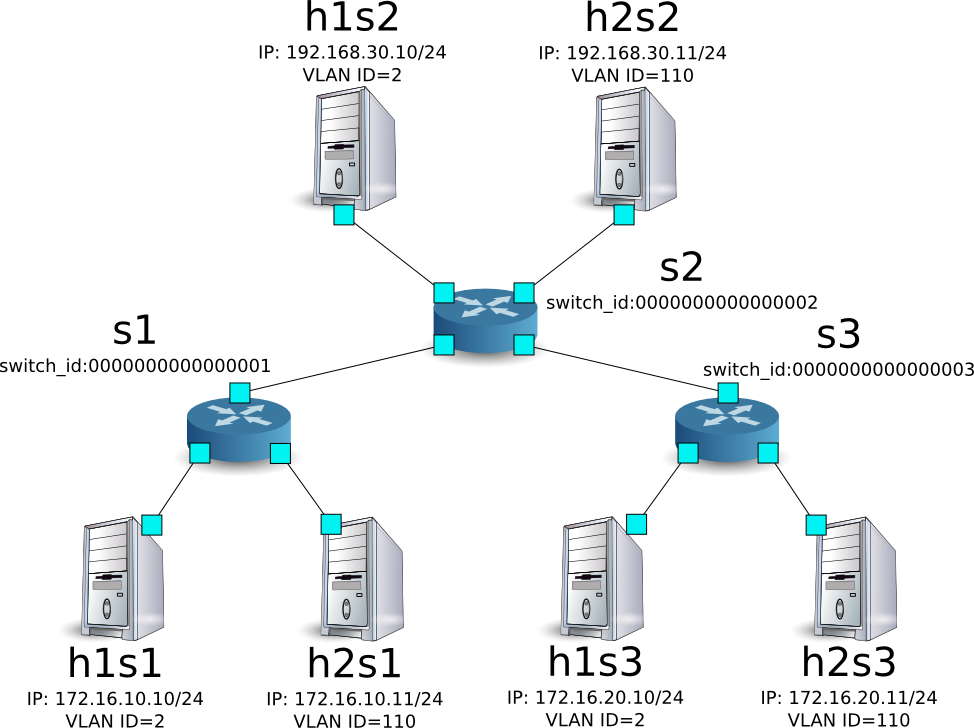 h1s2
IP: 192.168.30.10/24
VLAN ID=2
h2s2
IP: 192.168.30.11/24
VLAN ID=110
s2
switch_id:0000000000000002
s1
switch_id:0000000000000001
s3
switch_id:0000000000000003
h1s1
IP: 172.16.10.10/24
VLAN ID=2
h2s1
IP: 172.16.10.11/24
VLAN ID=110
h1s3
IP: 172.16.20.10/24
VLAN ID=2
h2s3
IP: 172.16.20.11/24
VLAN ID=110